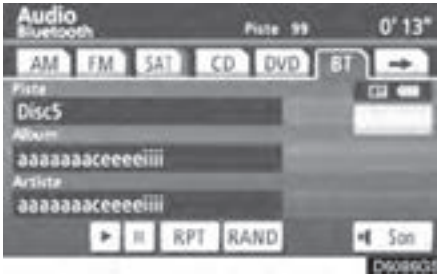 Audio
Bluetooth Piste 99 0'13"
AM FM SAT CD DVD BT
Piste
Disc5
Album
aaaaaaaceeeeiiii
Artiste
aaaaaaaceeeeiiii
RPT RAND Son